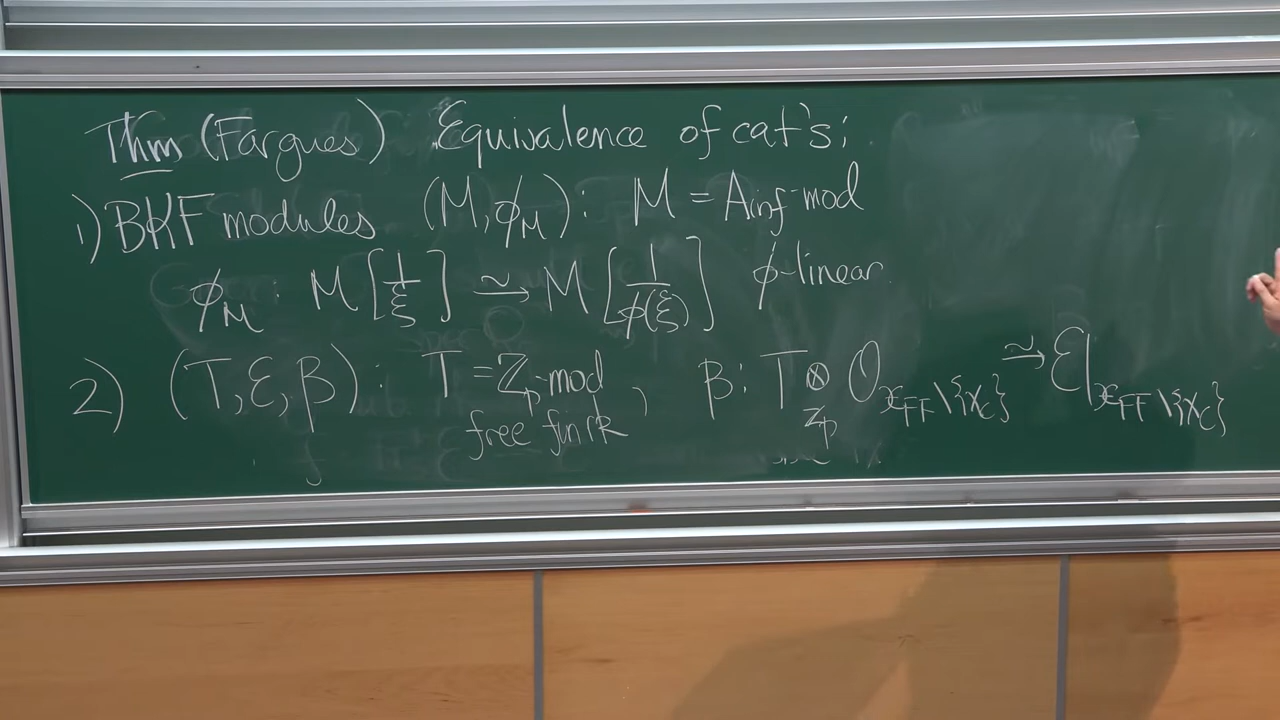 Thm (Fargues) Equivalence of cat's:
1) BKF modules (M, ϕ_M): M = Ainf-mod
ϕ_M: M[1/ξ] ⥲ M[1/ϕ(ξ)] ϕ-linear
2) (T, ℰ, β): T = ℤ_p-mod free fin rk, β: T ⊗_{ℤ_p} 𝒪_{𝒳_FF \ {x_C}} ⥲ ℰ|_{𝒳_FF \ {x_C}}